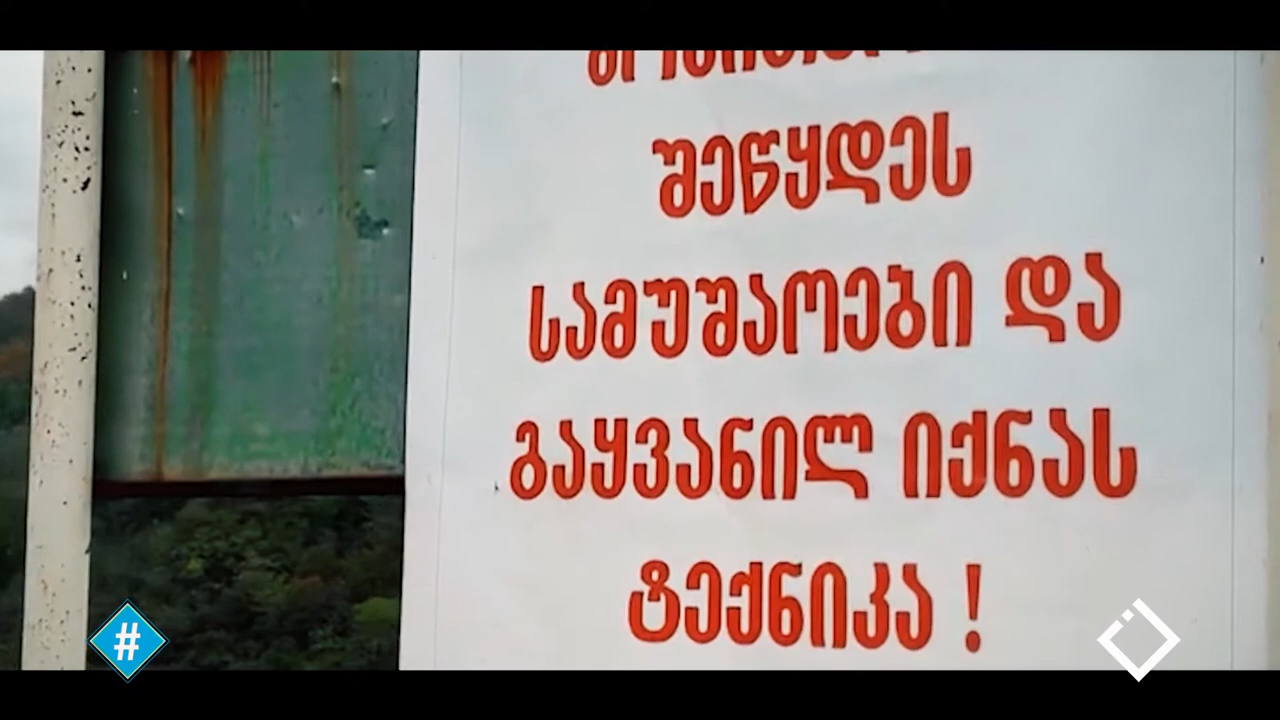 შეწყდეს
სამუშაოები და
გაყვანილ იქნას
ტექნიკა !
#